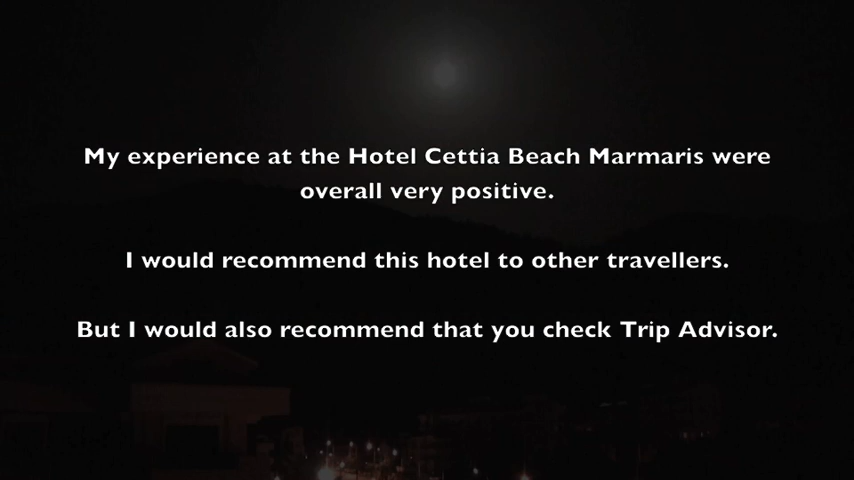 My experience at the Hotel Cettia Beach Marmaris were
overall very positive.
I would recommend this hotel to other travellers.
But I would also recommend that you check Trip Advisor.